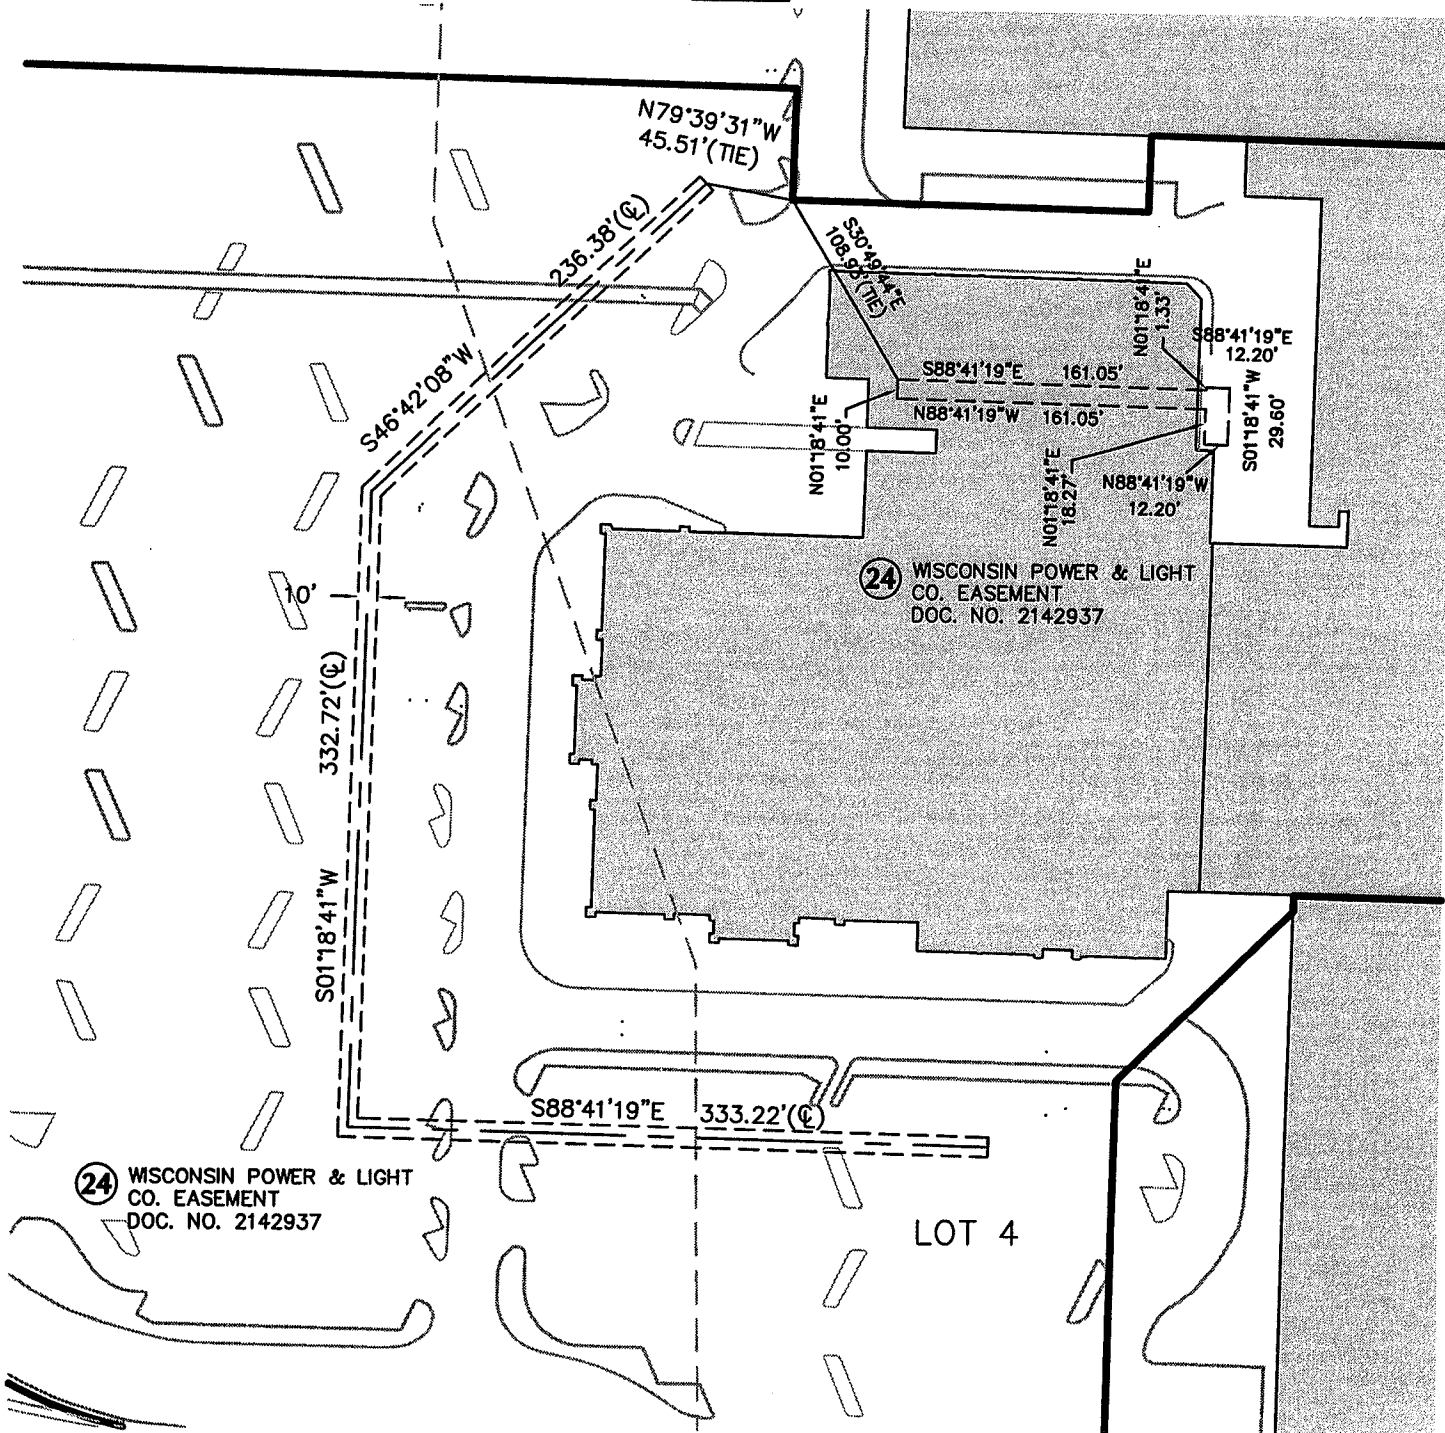 N79°39'31"W
45.51'(TIE)
236.38'(℄)
S46°42'08"W
S30°49'44"E
108.93'(TIE)
N01°18'41"E
1.33'
S88°41'19"E
12.20'
S88°41'19"E 161.05'
N88°41'19"W 161.05'
N01°18'41"E
10.00'
S01°18'41"W
29.60'
N01°18'41"E
18.27'
N88°41'19"W
12.20'
24 WISCONSIN POWER & LIGHT
CO. EASEMENT
DOC. NO. 2142937
10'
332.72'(℄)
S01°18'41"W
S88°41'19"E 333.22'(℄)
24 WISCONSIN POWER & LIGHT
CO. EASEMENT
DOC. NO. 2142937
LOT 4